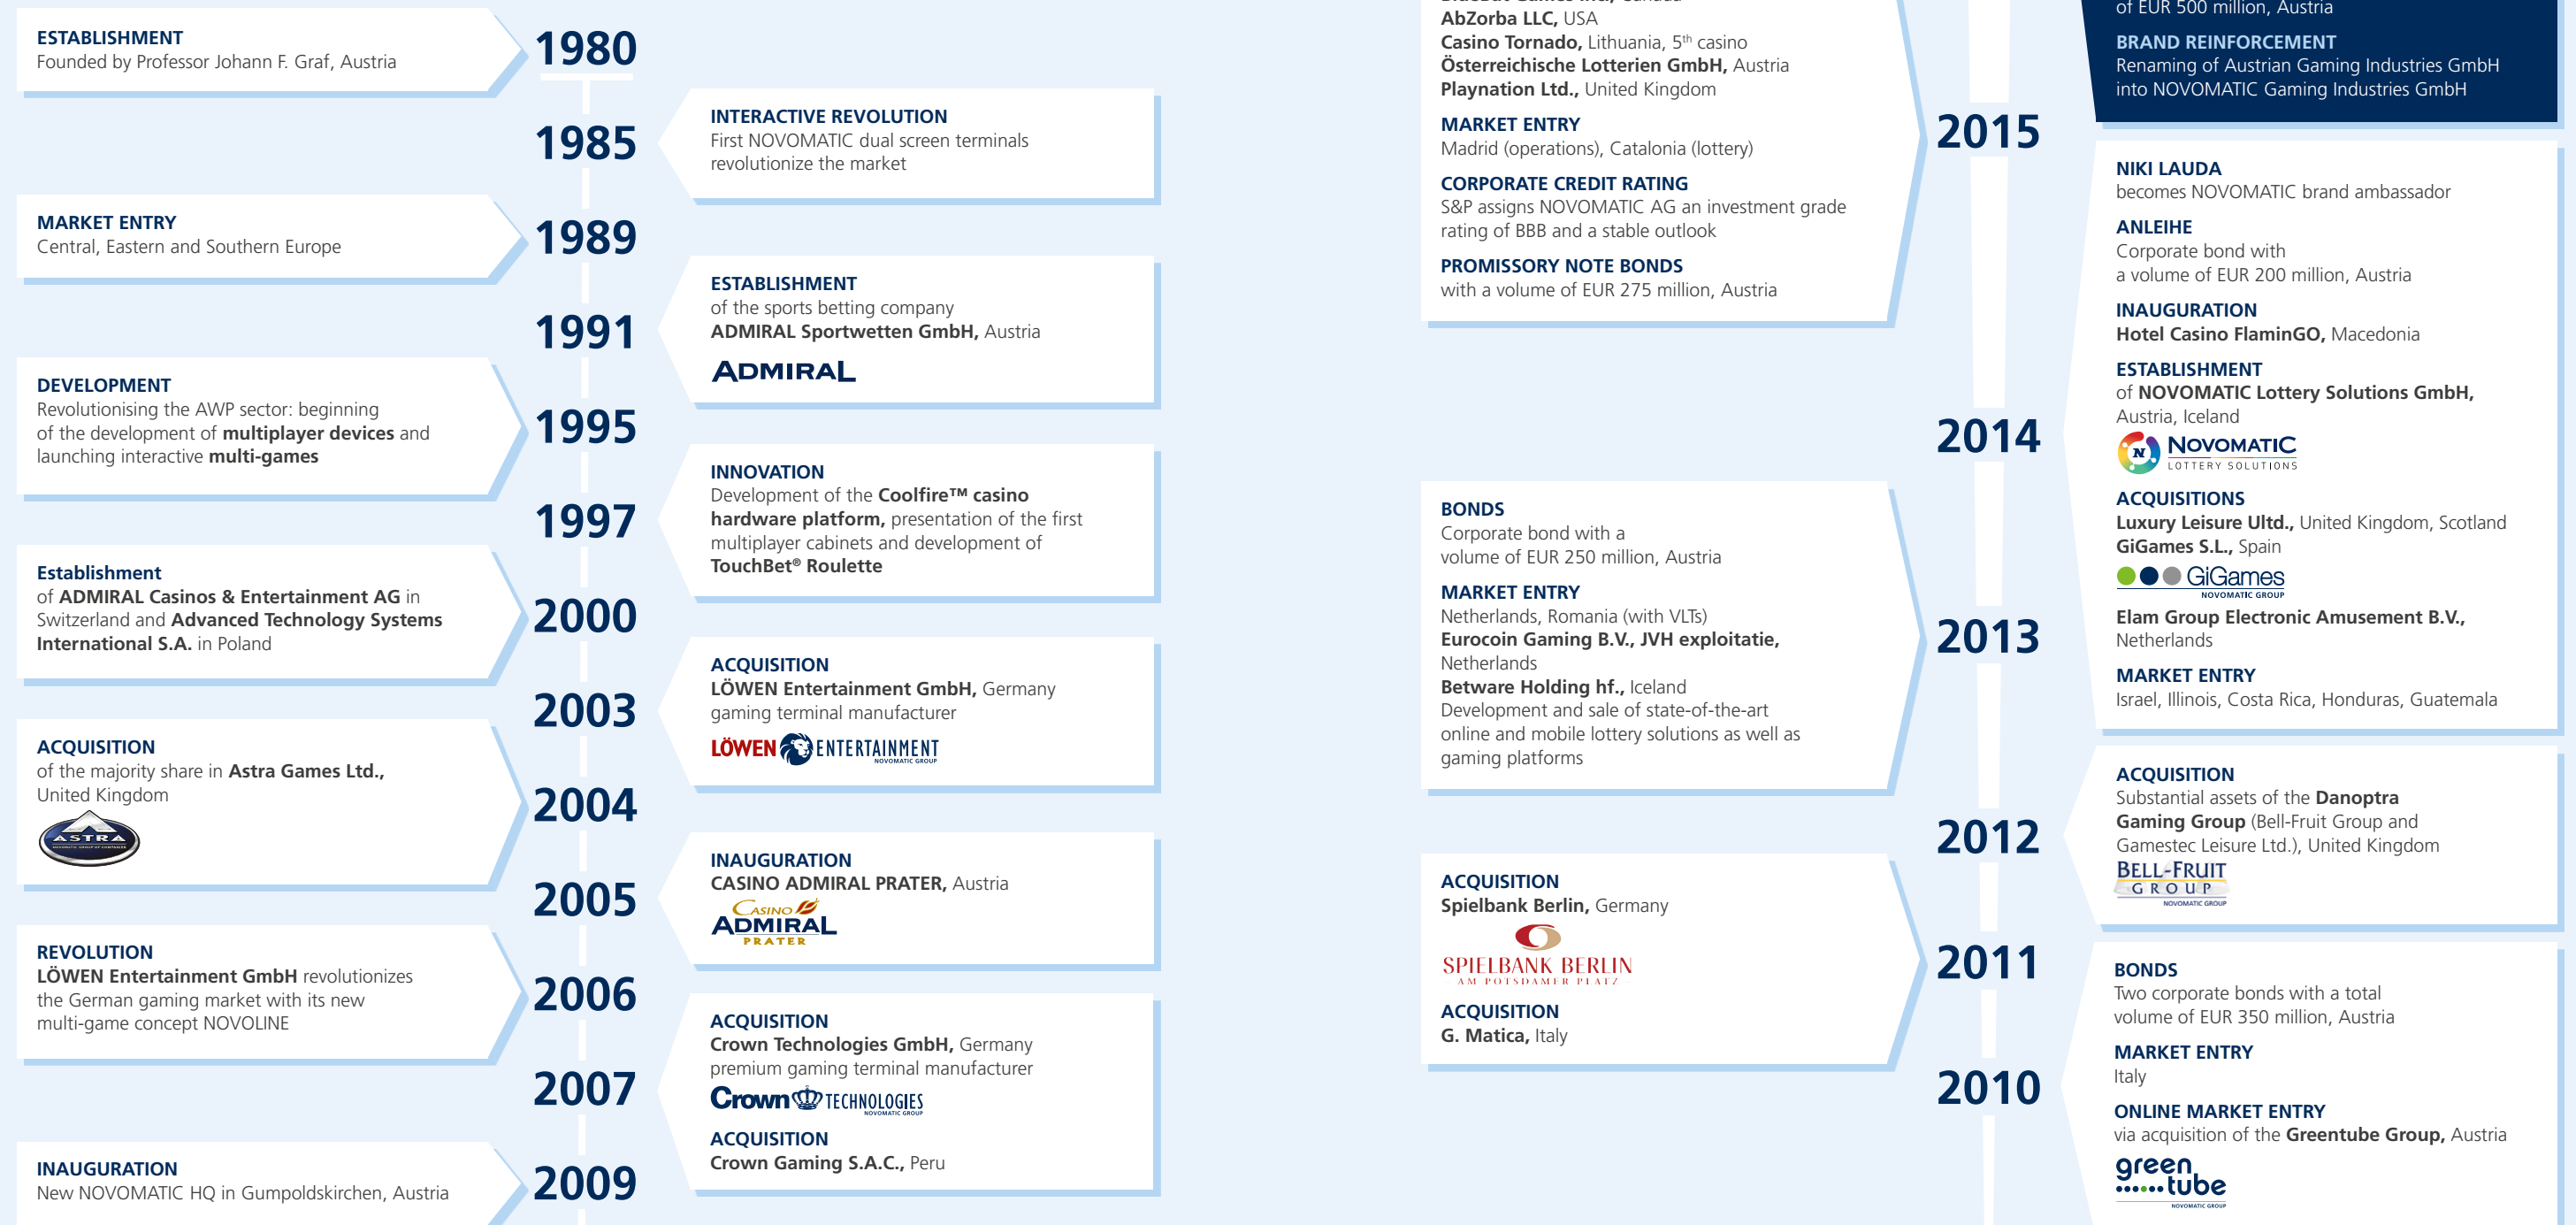 ESTABLISHMENT
Founded by Professor Johann F. Graf, Austria
1980
1985
INTERACTIVE REVOLUTION
First NOVOMATIC dual screen terminals
revolutionize the market
MARKET ENTRY
Central, Eastern and Southern Europe
1989
ESTABLISHMENT
of the sports betting company
ADMIRAL Sportwetten GmbH, Austria
ADMIRAL
1991
DEVELOPMENT
Revolutionising the AWP sector: beginning
of the development of multiplayer devices and
launching interactive multi-games
1995
INNOVATION
Development of the Coolfire™ casino
hardware platform, presentation of the first
multiplayer cabinets and development of
TouchBet® Roulette
1997
Establishment
of ADMIRAL Casinos & Entertainment AG in
Switzerland and Advanced Technology Systems
International S.A. in Poland
2000
ACQUISITION
LÖWEN Entertainment GmbH, Germany
gaming terminal manufacturer
LÖWEN ENTERTAINMENT
NOVOMATIC GROUP
2003
ACQUISITION
of the majority share in Astra Games Ltd.,
United Kingdom
ASTRA
2004
INAUGURATION
CASINO ADMIRAL PRATER, Austria
CASINO
ADMIRAL
PRATER
2005
REVOLUTION
LÖWEN Entertainment GmbH revolutionizes
the German gaming market with its new
multi-game concept NOVOLINE
2006
ACQUISITION
Crown Technologies GmbH, Germany
premium gaming terminal manufacturer
Crown TECHNOLOGIES
NOVOMATIC GROUP
ACQUISITION
Crown Gaming S.A.C., Peru
2007
INAUGURATION
New NOVOMATIC HQ in Gumpoldskirchen, Austria
2009
AbZorba LLC, USA
Casino Tornado, Lithuania, 5th casino
Österreichische Lotterien GmbH, Austria
Playnation Ltd., United Kingdom
MARKET ENTRY
Madrid (operations), Catalonia (lottery)
CORPORATE CREDIT RATING
S&P assigns NOVOMATIC AG an investment grade
rating of BBB and a stable outlook
PROMISSORY NOTE BONDS
with a volume of EUR 275 million, Austria
2015
of EUR 500 million, Austria
BRAND REINFORCEMENT
Renaming of Austrian Gaming Industries GmbH
into NOVOMATIC Gaming Industries GmbH
NIKI LAUDA
becomes NOVOMATIC brand ambassador
ANLEIHE
Corporate bond with
a volume of EUR 200 million, Austria
INAUGURATION
Hotel Casino FlaminGO, Macedonia
ESTABLISHMENT
of NOVOMATIC Lottery Solutions GmbH,
Austria, Iceland
N NOVOMATIC
LOTTERY SOLUTIONS
ACQUISITIONS
Luxury Leisure Ultd., United Kingdom, Scotland
GiGames S.L., Spain
GiGames
NOVOMATIC GROUP
Elam Group Electronic Amusement B.V.,
Netherlands
MARKET ENTRY
Israel, Illinois, Costa Rica, Honduras, Guatemala
2014
BONDS
Corporate bond with a
volume of EUR 250 million, Austria
MARKET ENTRY
Netherlands, Romania (with VLTs)
Eurocoin Gaming B.V., JVH exploitatie,
Netherlands
Betware Holding hf., Iceland
Development and sale of state-of-the-art
online and mobile lottery solutions as well as
gaming platforms
2013
ACQUISITION
Substantial assets of the Danoptra
Gaming Group (Bell-Fruit Group and
Gamestec Leisure Ltd.), United Kingdom
BELL-FRUIT
GROUP
NOVOMATIC GROUP
2012
ACQUISITION
Spielbank Berlin, Germany
SPIELBANK BERLIN
AM POTSDAMER PLATZ
ACQUISITION
G. Matica, Italy
2011
BONDS
Two corporate bonds with a total
volume of EUR 350 million, Austria
MARKET ENTRY
Italy
ONLINE MARKET ENTRY
via acquisition of the Greentube Group, Austria
green
tube
NOVOMATIC GROUP
2010